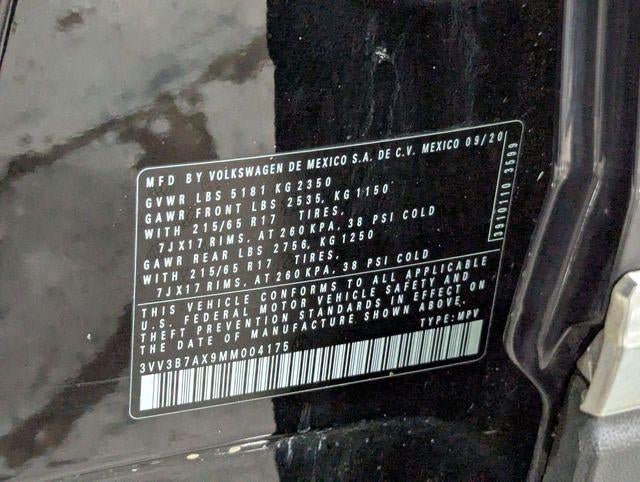 MFD BY VOLKSWAGEN DE MEXICO S.A. DE C.V. MEXICO 09/20
GVWR LBS 5181 KG 2350
GAWR FRONT LBS 2535, KG 1150
WITH 215/65 R17 TIRES,
7JX17 RIMS, AT 260 KPA, 38 PSI COLD
GAWR REAR LBS 2756, KG 1250
WITH 215/65 R17 TIRES,
7JX17 RIMS, AT 260 KPA, 38 PSI COLD
THIS VEHICLE CONFORMS TO ALL APPLICABLE
U.S. FEDERAL MOTOR VEHICLE SAFETY AND
THEFT PREVENTION STANDARDS IN EFFECT ON
THE DATE OF MANUFACTURE SHOWN ABOVE.
TYPE: MPV
3VV3B7AX9MM004175
3910110 3599